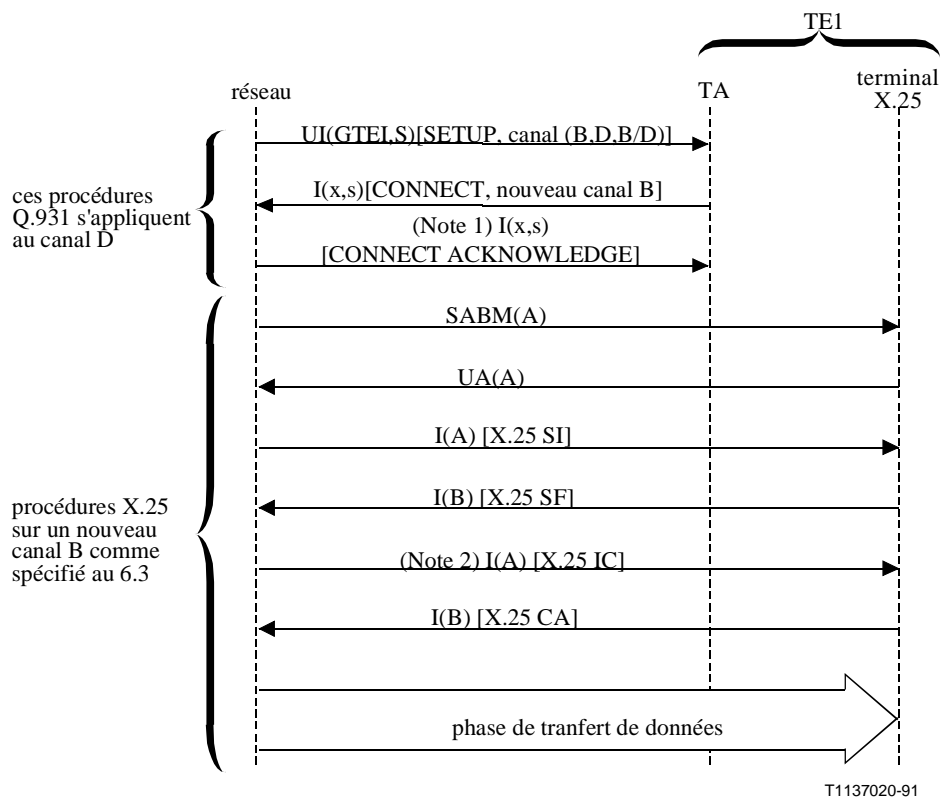 TE1
réseau
TA
terminal
X.25
UI(GTEI,S)[SETUP, canal (B,D,B/D)]
I(x,s)[CONNECT, nouveau canal B]
(Note 1) I(x,s)
[CONNECT ACKNOWLEDGE]
ces procédures
Q.931 s'appliquent
au canal D
SABM(A)
UA(A)
I(A) [X.25 SI]
I(B) [X.25 SF]
(Note 2) I(A) [X.25 IC]
I(B) [X.25 CA]
procédures X.25
sur un nouveau
canal B comme
spécifié au 6.3
phase de tranfert de données
T1137020-91